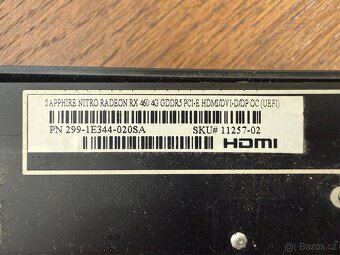 SAPPHIRE NITRO RADEON RX 460 4G GDDR5 PCI-E HDMI/DVI-D/DP OC (UEFI)
PN 299-1E344-020SA SKU# 11257-02
HDMI
Bazoš.cz